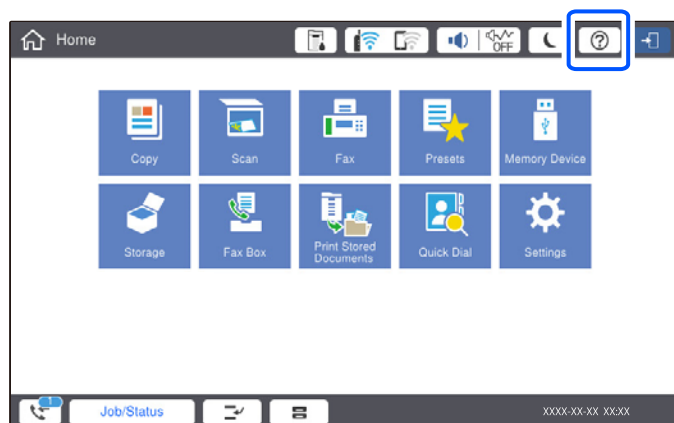 Home
OFF
?
Copy
Scan
Fax
Presets
Memory Device
Storage
Fax Box
Print Stored
Documents
Quick Dial
Settings
1
Job/Status
XXXX-XX-XX XX:XX